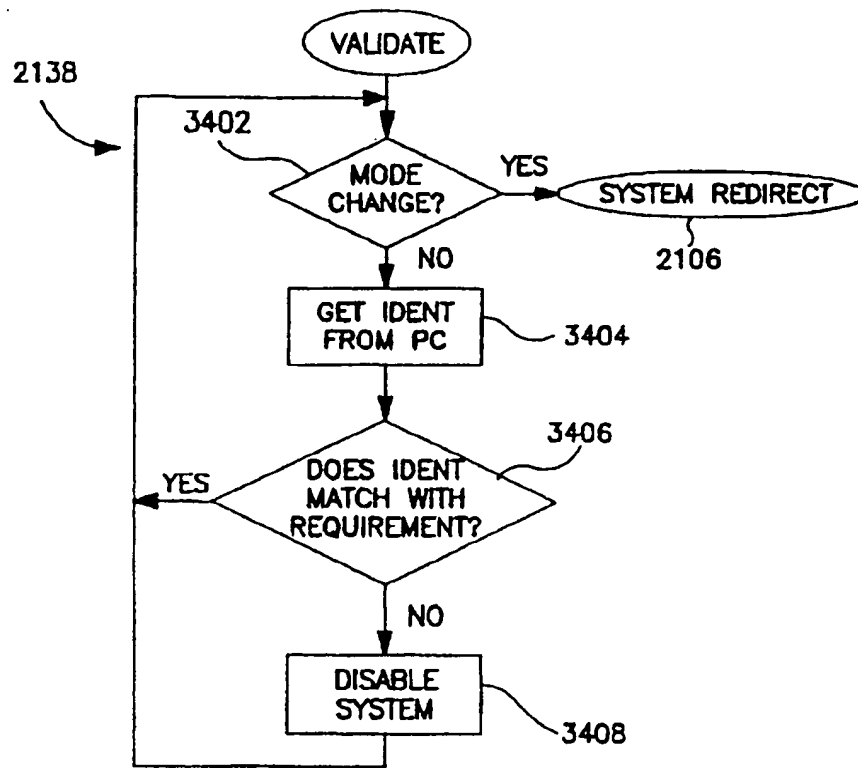 VALIDATE
2138
3402
MODE
CHANGE?
YES
SYSTEM REDIRECT
2106
NO
GET IDENT
FROM PC
3404
3406
DOES IDENT
MATCH WITH
REQUIREMENT?
YES
NO
DISABLE
SYSTEM
3408